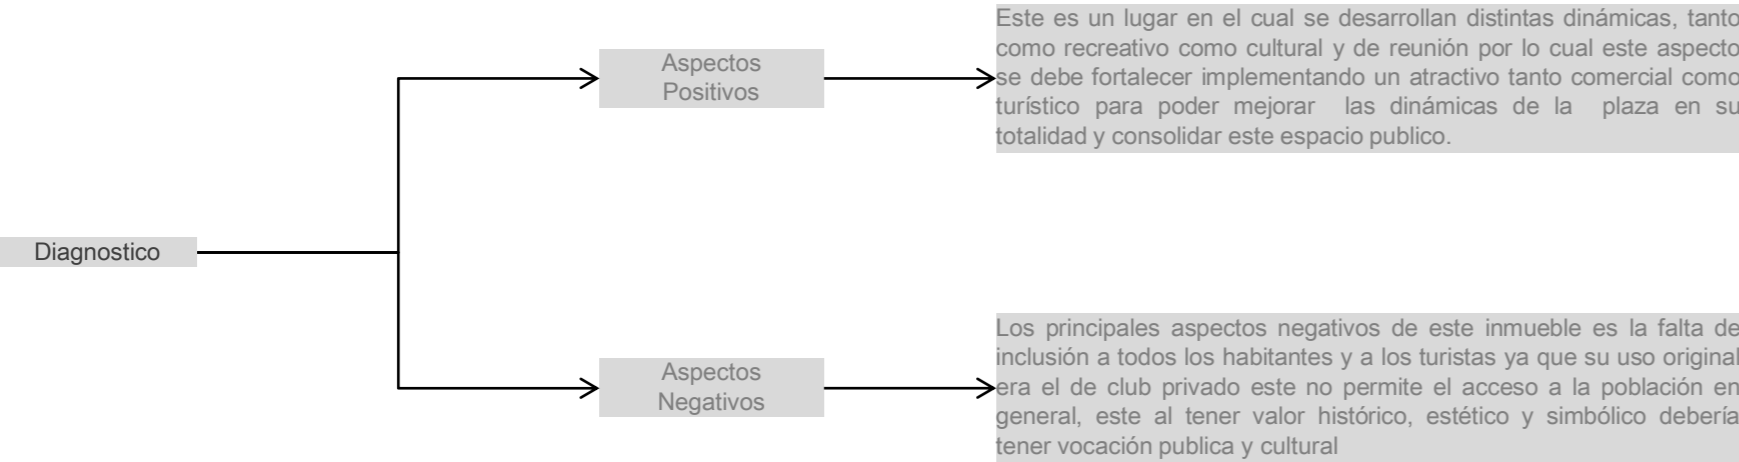 Este es un lugar en el cual se desarrollan distintas dinámicas, tanto
como recreativo como cultural y de reunión por lo cual este aspecto
se debe fortalecer implementando un atractivo tanto comercial como
turístico para poder mejorar las dinámicas de la plaza en su
totalidad y consolidar este espacio publico.
Aspectos
Positivos
Diagnostico
Aspectos
Negativos
Los principales aspectos negativos de este inmueble es la falta de
inclusión a todos los habitantes y a los turistas ya que su uso original
era el de club privado este no permite el acceso a la población en
general, este al tener valor histórico, estético y simbólico debería
tener vocación publica y cultural